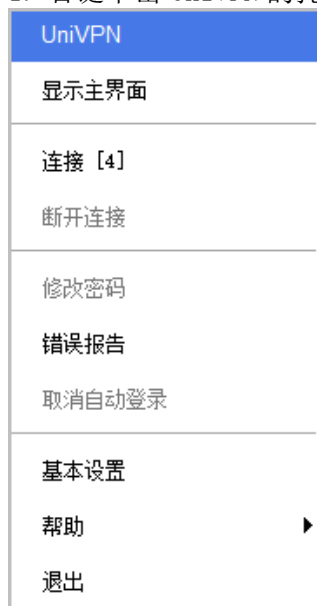 UniVPN
显示主界面
连接 [4]
断开连接
修改密码
错误报告
取消自动登录
基本设置
帮助
退出